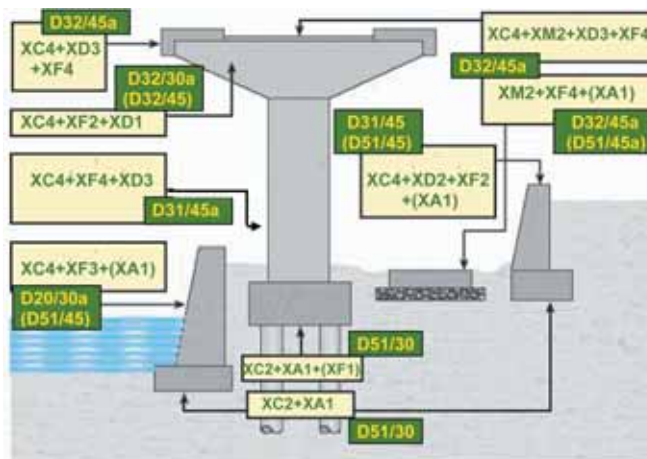 D32/45a
XC4+XD3
+XF4
D32/30a
(D32/45)
XC4+XF2+XD1
XC4+XF4+XD3
D31/45a
XC4+XF3+(XA1)
D20/30a
(D51/45)
XC4+XM2+XD3+XF4
D32/45a
XM2+XF4+(XA1)
D32/45a
(D51/45a)
D31/45
(D51/45)
XC4+XD2+XF2
+(XA1)
D51/30
XC2+XA1+(XF1)
XC2+XA1
D51/30